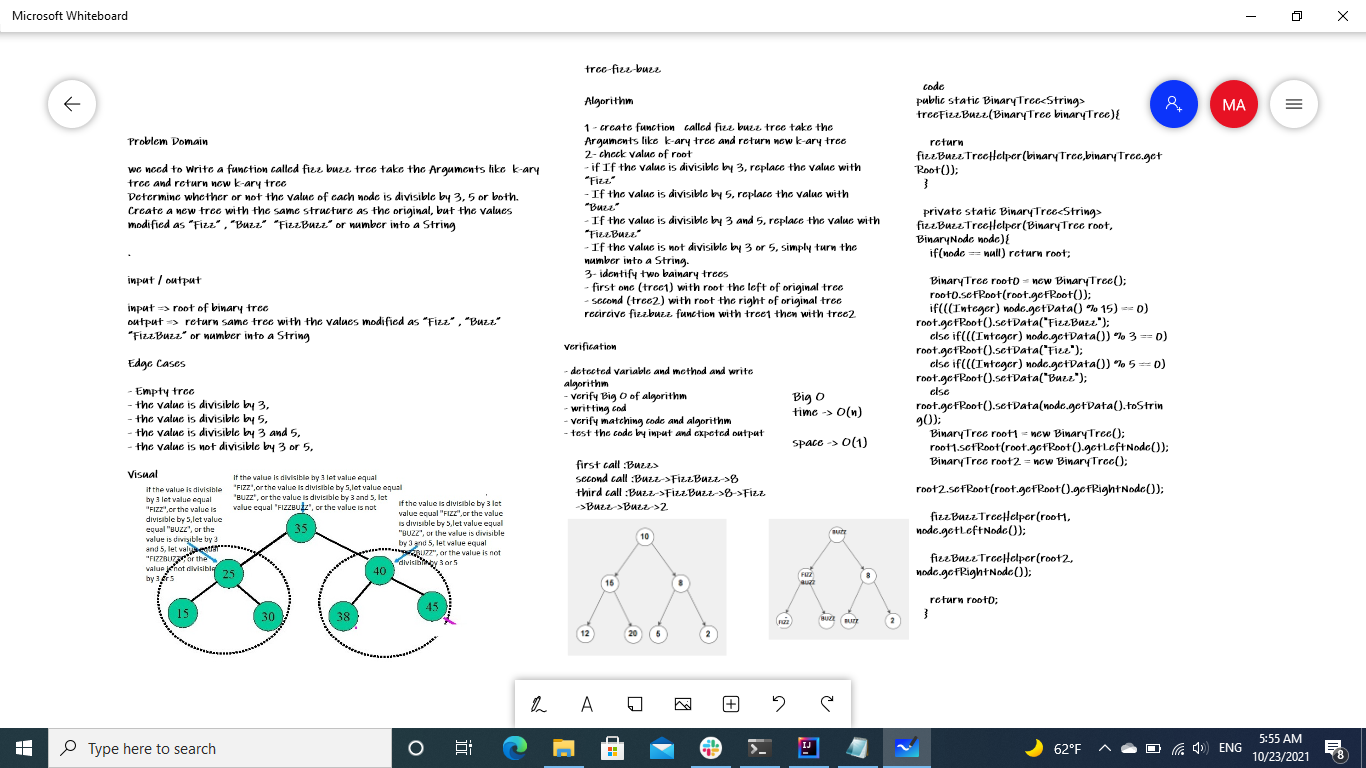 Microsoft Whiteboard
MA
Problem Domain
we need to Write a function called fizz buzz tree take the Arguments like k-ary
tree and return new k-ary tree
Determine whether or not the value of each node is divisible by 3, 5 or both.
Create a new tree with the same structure as the original, but the values
modified as "Fizz" , "Buzz" "FizzBuzz" or number into a String
.
input / output
input => root of binary tree
output => return same tree with the values modified as "Fizz" , "Buzz"
"FizzBuzz" or number into a String
Edge Cases
- Empty tree
- the value is divisible by 3,
- the value is divisible by 5,
- the value is divisible by 3 and 5,
- the value is not divisible by 3 or 5,
Visual
if the value is divisible
by 3 let value equal
"FIZZ",or the value is
divisible by 5,let value
equal "BUZZ", or the
value is divisible by 3
and 5, let value equal
"FIZZBUZZ", or the
value is not divisible
by 3 or 5
if the value is divisible by 3 let value equal
"FIZZ",or the value is divisible by 5,let value equal
"BUZZ", or the value is divisible by 3 and 5, let
value equal "FIZZBUZZ", or the value is not
if the value is divisible by 3 let
value equal "FIZZ",or the value
is divisible by 5,let value equal
"BUZZ", or the value is divisible
by 3 and 5, let value equal
"FIZZBUZZ", or the value is not
divisible by 3 or 5
35
25
40
15
30
38
45
tree-fizz-buzz
Algorithm
1 - create function called fizz buzz tree take the
Arguments like k-ary tree and return new k-ary tree
2- check value of root
- if If the value is divisible by 3, replace the value with
"Fizz"
- If the value is divisible by 5, replace the value with
"Buzz"
- If the value is divisible by 3 and 5, replace the value with
"FizzBuzz"
- If the value is not divisible by 3 or 5, simply turn the
number into a String.
3- identify two bainary trees
- first one (tree1) with root the left of original tree
- second (tree2) with root the right of original tree
recircive fizzbuzz function with tree1 then with tree2
verification
- detected variable and method and write
algorithm
- verify Big O of algorithm
- writting cod
- verify matching code and algorithm
- test the code by input and expeted output
Big O
time -> O(n)
space -> O(1)
first call :Buzz>
second call :Buzz->FizzBuzz->8
third call :Buzz->FizzBuzz->8->Fizz
->Buzz->Buzz->2
10
15
8
12
20
5
2
BUZZ
FIZZ
BUZZ
8
FIZZ
BUZZ
BUZZ
2
code
public static BinaryTree<String>
treeFizzBuzz(BinaryTree binaryTree){
return
fizzBuzzTreeHelper(binaryTree,binaryTree.get
Root());
}
private static BinaryTree<String>
fizzBuzzTreeHelper(BinaryTree root,
BinaryNode node){
if(node == null) return root;
BinaryTree root0 = new BinaryTree();
root0.setRoot(root.getRoot());
if(((Integer) node.getData() % 15) == 0)
root.getRoot().setData("FizzBuzz");
else if(((Integer) node.getData()) % 3 == 0)
root.getRoot().setData("Fizz");
else if(((Integer) node.getData()) % 5 == 0)
root.getRoot().setData("Buzz");
else
root.getRoot().setData(node.getData().toStrin
g());
BinaryTree root1 = new BinaryTree();
root1.setRoot(root.getRoot().getLeftNode());
BinaryTree root2 = new BinaryTree();
root2.setRoot(root.getRoot().getRightNode());
fizzBuzzTreeHelper(root1,
node.getLeftNode());
fizzBuzzTreeHelper(root2,
node.getRightNode());
return root0;
}
Type here to search
62°F
ENG
5:55 AM
10/23/2021
8